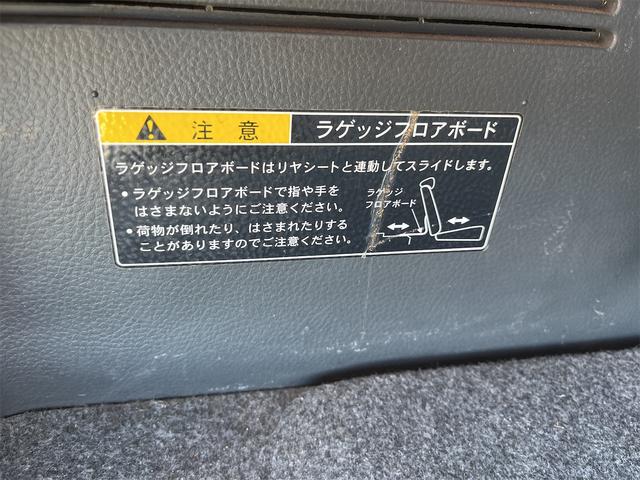 注意 ラゲッジフロアボード
ラゲッジフロアボードはリヤシートと連動してスライドします。
•ラゲッジフロアボードで指や手を
はさまないようにご注意ください。
•荷物が倒れたり、はさまれたりする
ことがありますのでご注意ください。
ラゲッジ
フロアボード